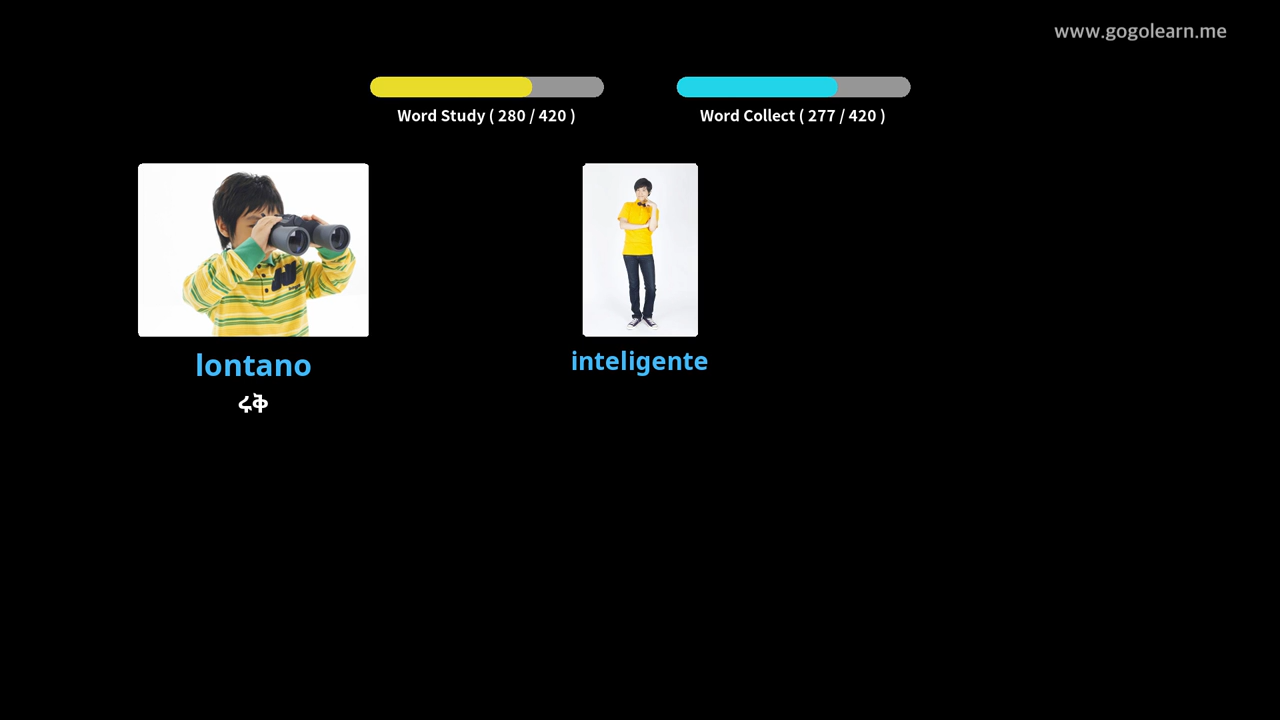 www.gogolearn.me
Word Study ( 280 / 420 )
Word Collect ( 277 / 420 )
lontano
ሩቅ
inteligente